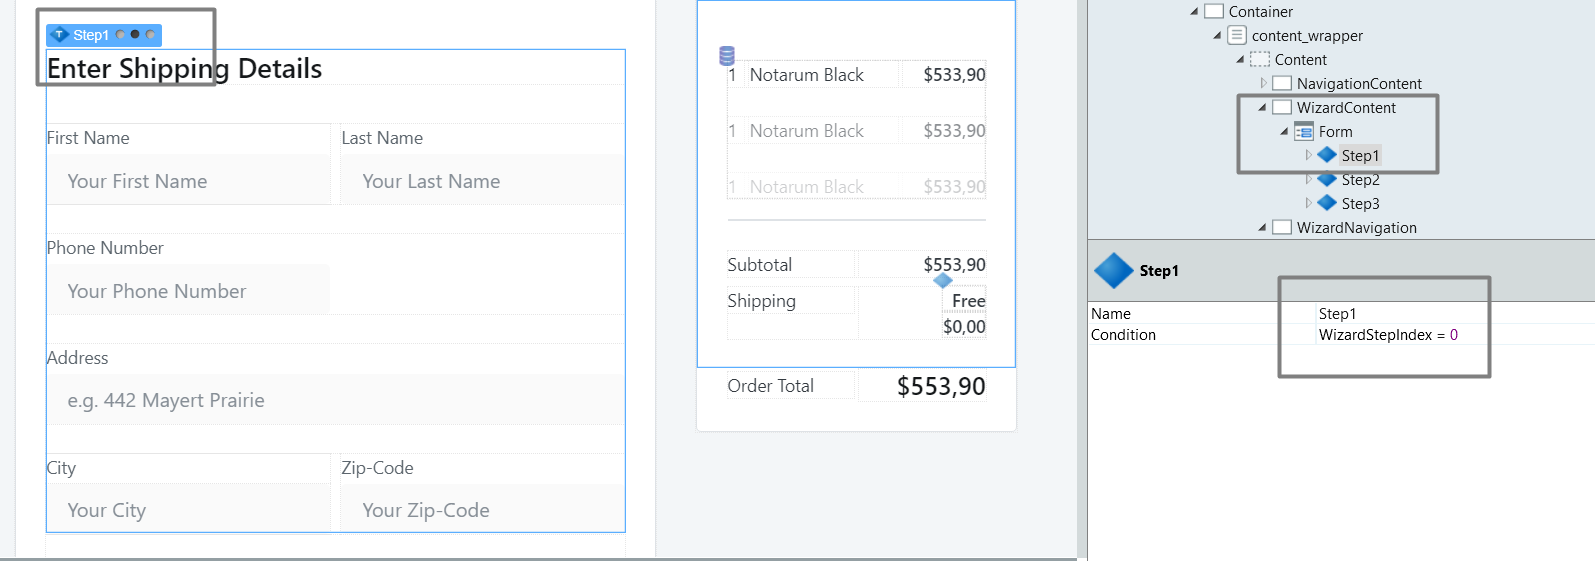 Step1
Enter Shipping Details
First Name
Last Name
Your First Name
Your Last Name
Phone Number
Your Phone Number
Address
e.g. 442 Mayert Prairie
City
Zip-Code
Your City
Your Zip-Code
1 Notarum Black $533,90
1 Notarum Black $533,90
1 Notarum Black $533,90
Subtotal $553,90
Shipping Free
$0,00
Order Total $553,90
Container
content_wrapper
Content
NavigationContent
WizardContent
Form
Step1
Step2
Step3
WizardNavigation
Step1
Name Step1
Condition WizardStepIndex = 0